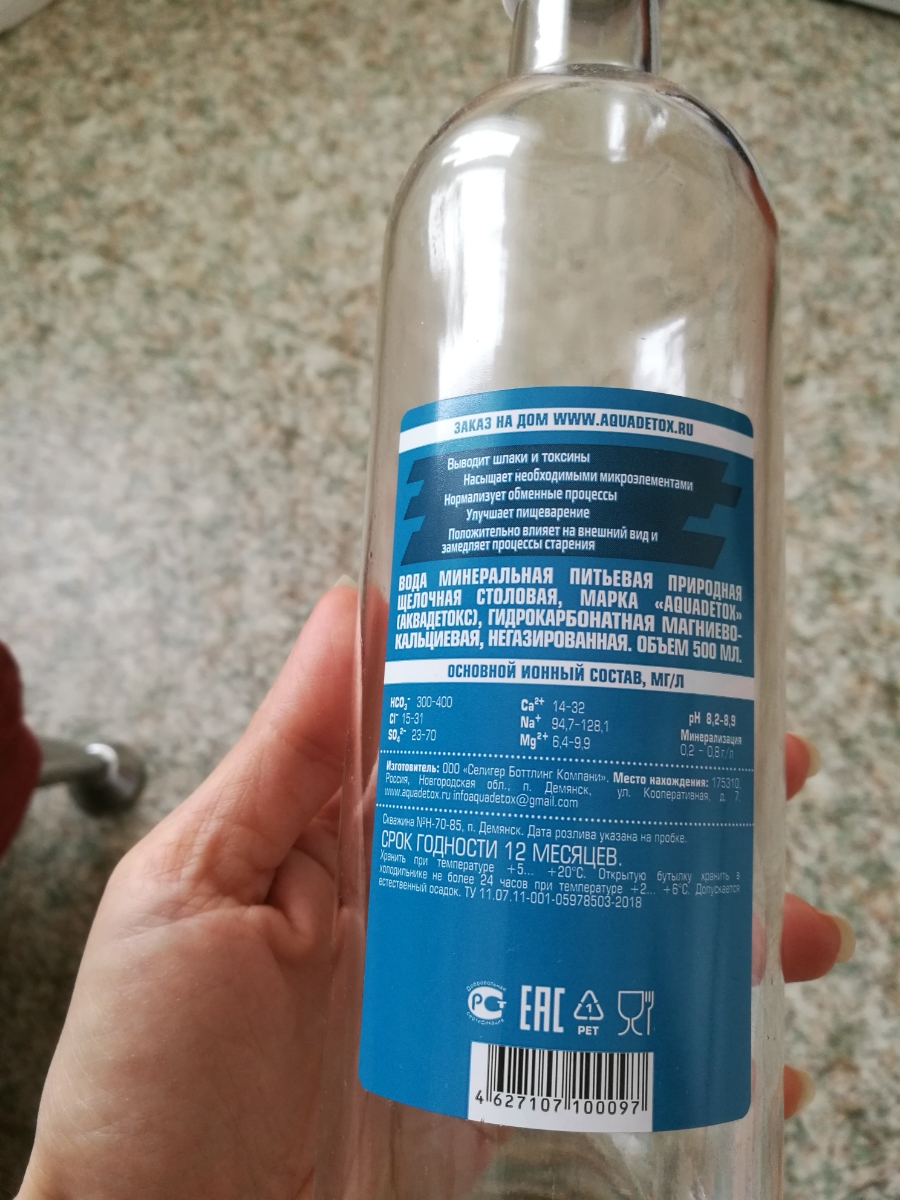 ЗАКАЗ НА ДОМ WWW.AQUADETOX.RU
Выводит шлаки и токсины
Насыщает необходимыми микроэлементами
Нормализует обменные процессы
Улучшает пищеварение
Положительно влияет на внешний вид и
замедляет процессы старения
ВОДА МИНЕРАЛЬНАЯ ПИТЬЕВАЯ ПРИРОДНАЯ
ЩЕЛОЧНАЯ СТОЛОВАЯ, МАРКА «AQUADETOX»
(АКВАДЕТОКС), ГИДРОКАРБОНАТНАЯ МАГНИЕВО-
КАЛЬЦИЕВАЯ, НЕГАЗИРОВАННАЯ. ОБЪЕМ 500 МЛ.
ОСНОВНОЙ ИОННЫЙ СОСТАВ, МГ/Л
HCO₃⁻ 300-400
Cl⁻ 15-31
SO₄²⁻ 23-70
Ca²⁺ 14-32
Na⁺ 94,7-128,1
Mg²⁺ 6,4-9,9
pH 8,2-8,9
Минерализация
0,2 - 0,8 г/л
Изготовитель: ООО «Селигер Боттлинг Компани». Место нахождения: 175310,
Россия, Новгородская обл., п. Демянск, ул. Кооперативная, д. 7,
www.aquadetox.ru infoaquadetox@gmail.com
Скважина №Н-70-85, п. Демянск. Дата розлива указана на пробке.
СРОК ГОДНОСТИ 12 МЕСЯЦЕВ.
Хранить при температуре +5... +20°С. Открытую бутылку хранить в
холодильнике не более 24 часов при температуре +2... +6°С. Допускается
естественный осадок. ТУ 11.07.11-001-05978503-2018
Добровольная
РСТ
сертификация
ЕАС
1
PET
4 627107 100097